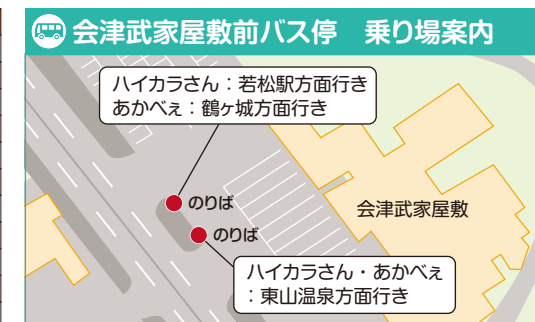 会津武家屋敷前バス停　乗り場案内
ハイカラさん：若松駅方面行き
あかべぇ：鶴ヶ城方面行き
のりば
会津武家屋敷
のりば
ハイカラさん・あかべぇ
：東山温泉方面行き